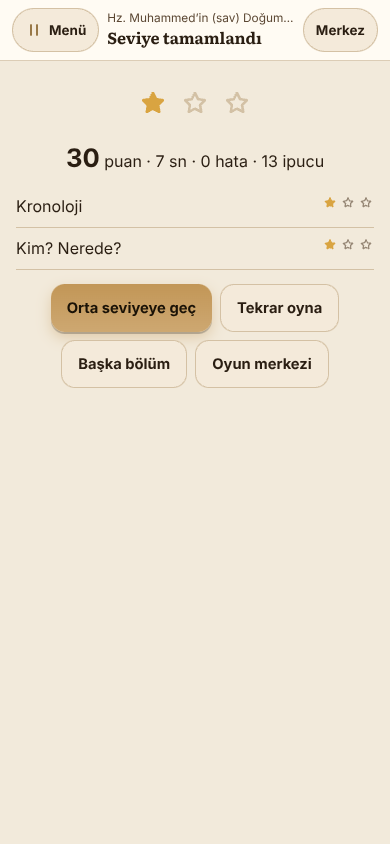 Menü
Hz. Muhammed'in (sav) Doğum...
Seviye tamamlandı
Merkez
30 puan · 7 sn · 0 hata · 13 ipucu
Kronoloji
Kim? Nerede?
Orta seviyeye geç
Tekrar oyna
Başka bölüm
Oyun merkezi